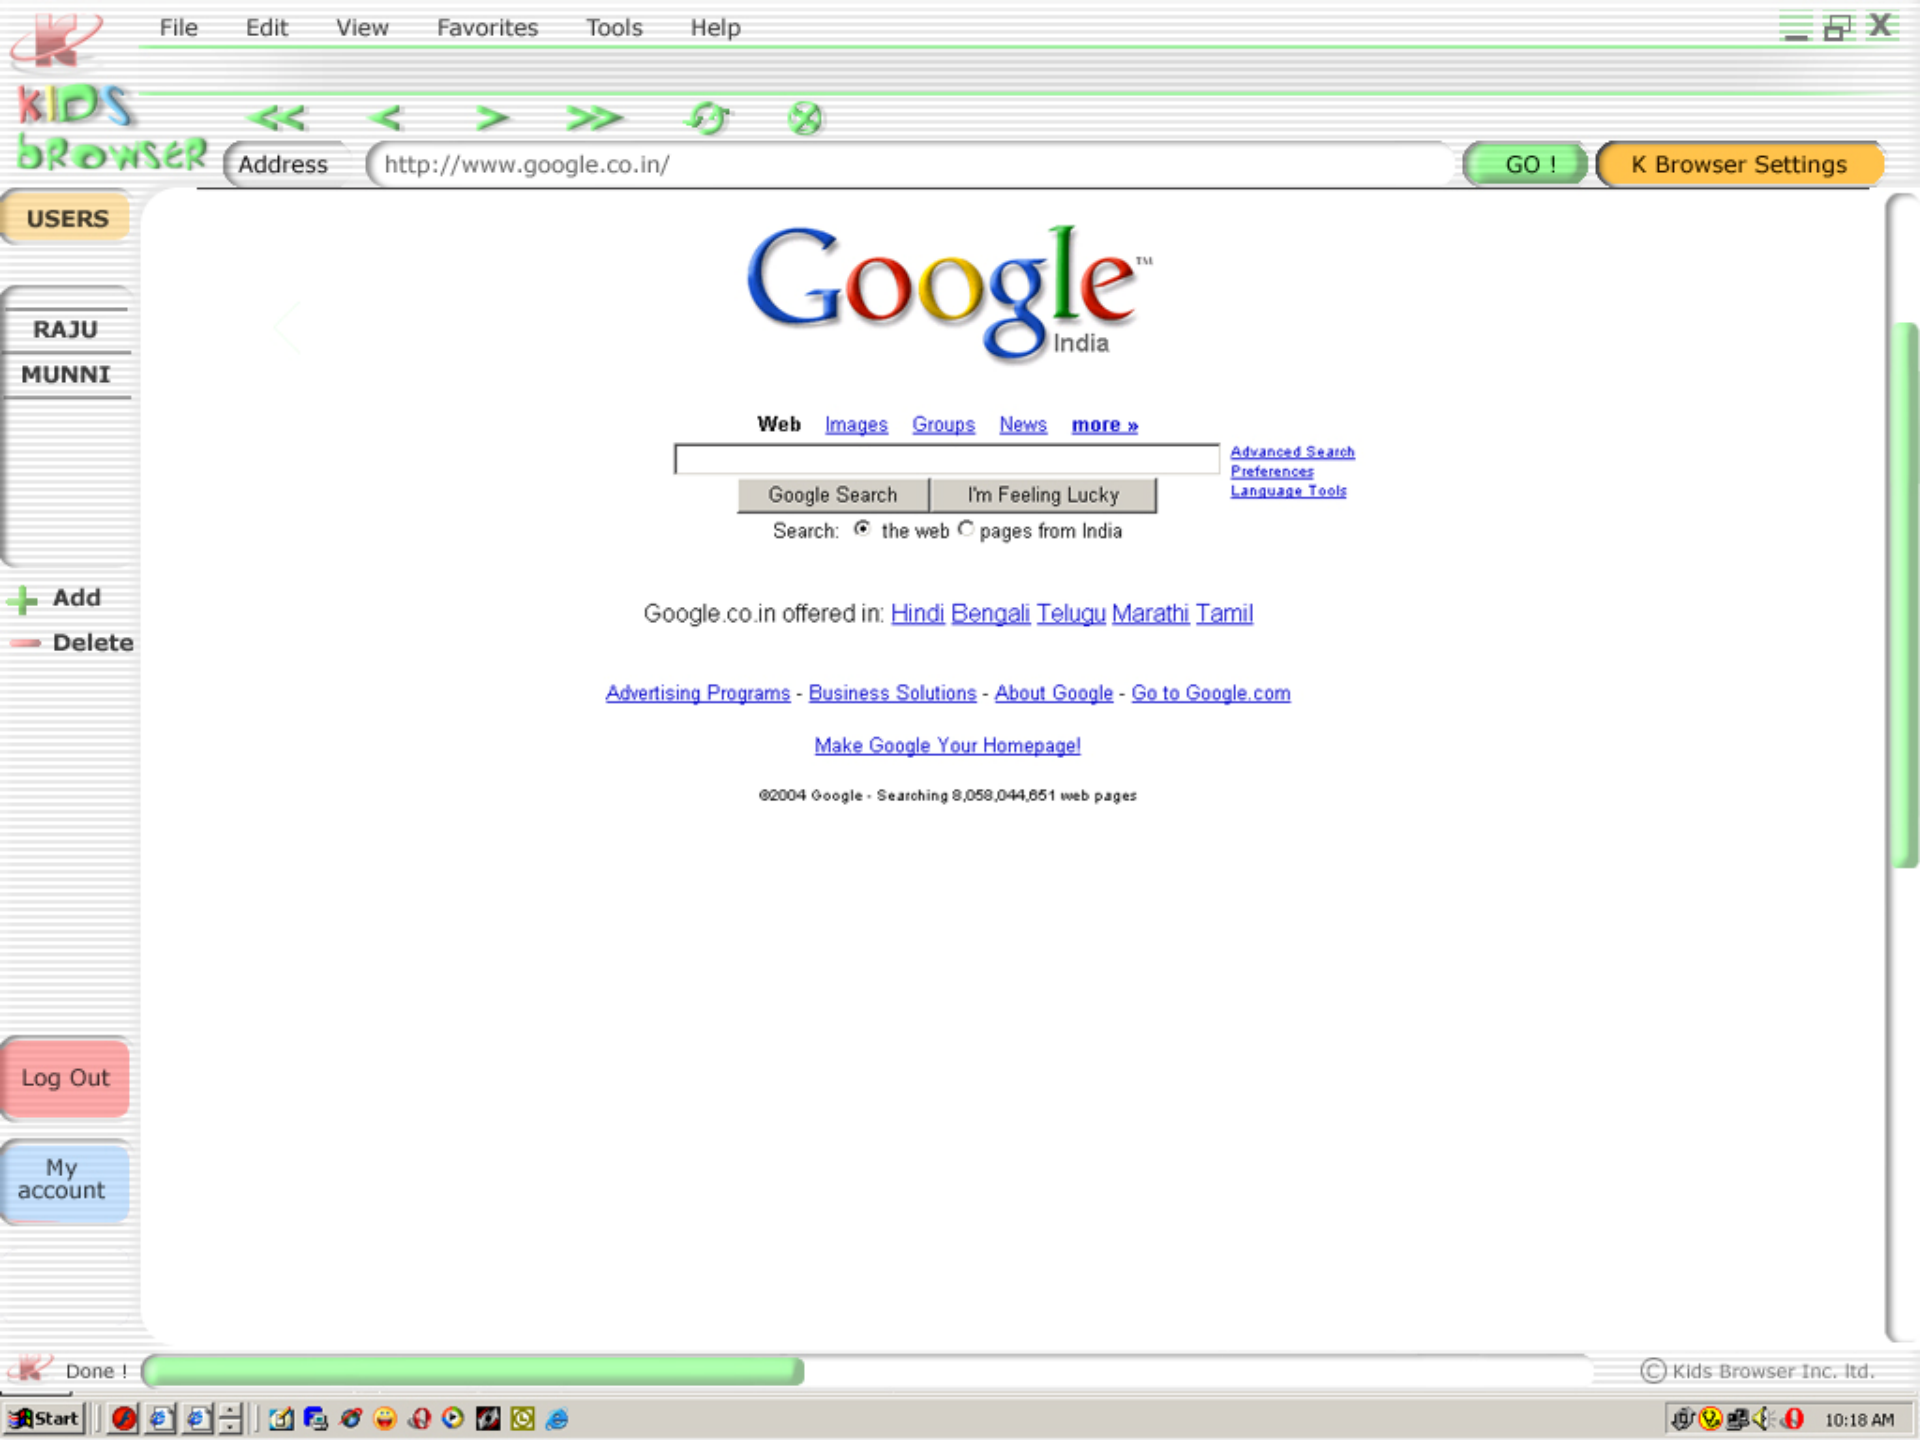 File Edit View Favorites Tools Help
KIDS
BROWSER
Address http://www.google.co.in/ GO ! K Browser Settings
USERS
RAJU
MUNNI
Add
Delete
Log Out
My
account
Google™
India
Web Images Groups News more »
Advanced Search
Preferences
Language Tools
Google Search I'm Feeling Lucky
Search: the web pages from India
Google.co.in offered in: Hindi Bengali Telugu Marathi Tamil
Advertising Programs - Business Solutions - About Google - Go to Google.com
Make Google Your Homepage!
©2004 Google - Searching 8,058,044,651 web pages
Done ! © Kids Browser Inc. ltd.
Start 10:18 AM